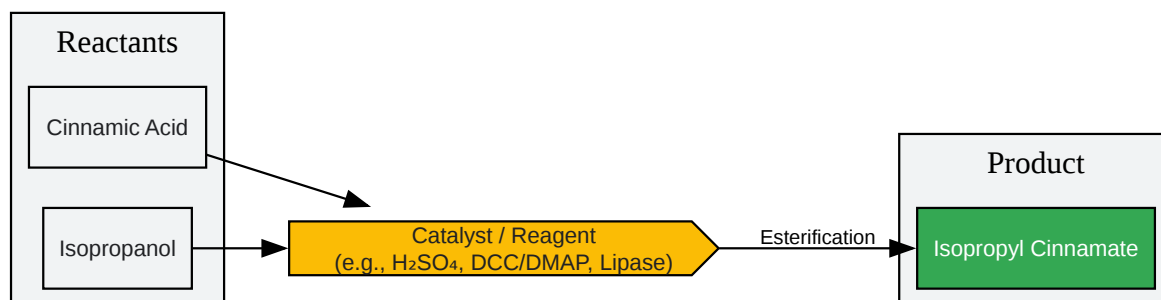 Reactants
Cinnamic Acid
Isopropanol
Catalyst / Reagent
(e.g., H₂SO₄, DCC/DMAP, Lipase)
Esterification
Product
Isopropyl Cinnamate